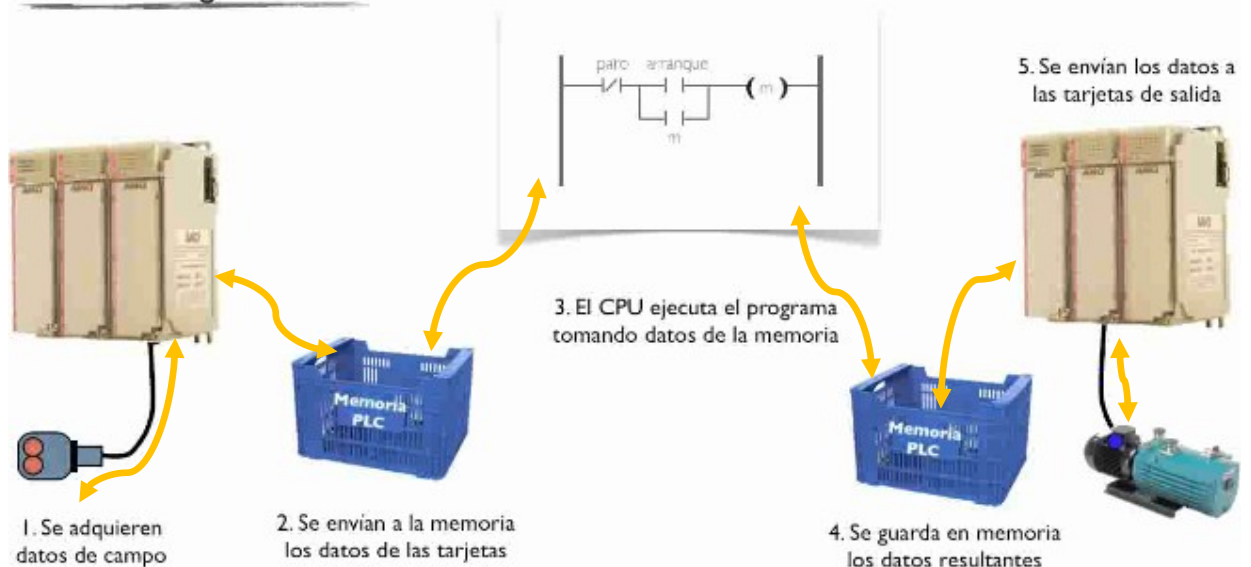 paro arranque
m
m
5. Se envían los datos a
las tarjetas de salida
3. El CPU ejecuta el programa
tomando datos de la memoria
Memoria
PLC
Memoria
PLC
1. Se adquieren
datos de campo
2. Se envían a la memoria
los datos de las tarjetas
4. Se guarda en memoria
los datos resultantes